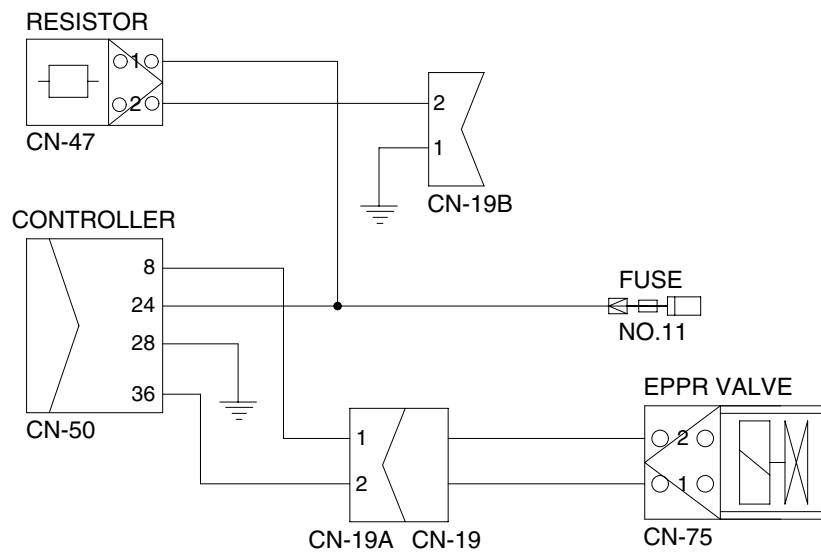 RESISTOR
1
2
CN-47
2
1
CN-19B
CONTROLLER
8
24
28
36
CN-50
FUSE
NO.11
EPPR VALVE
1
2
2
1
CN-19A CN-19
CN-75